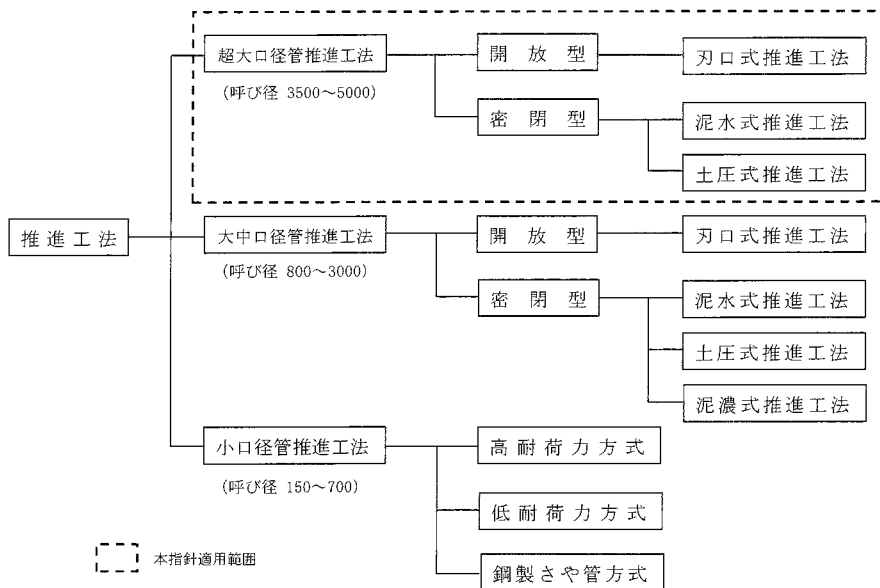 超大口径管推進工法
(呼び径 3500～5000)
開放型
刃口式推進工法
密閉型
泥水式推進工法
土圧式推進工法
推進工法
大中口径管推進工法
(呼び径 800～3000)
開放型
刃口式推進工法
密閉型
泥水式推進工法
土圧式推進工法
泥濃式推進工法
小口径管推進工法
(呼び径 150～700)
高耐荷力方式
低耐荷力方式
鋼製さや管方式
本指針適用範囲